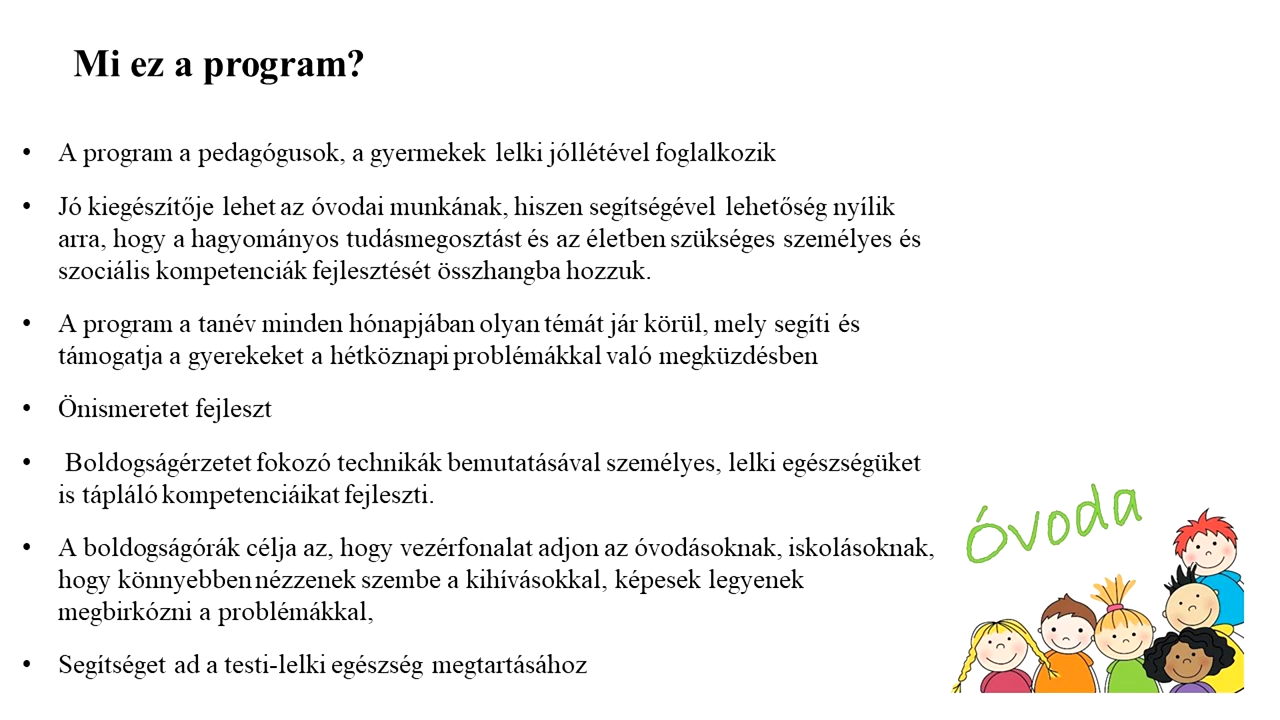 Mi ez a program?
• A program a pedagógusok, a gyermekek lelki jóllétével foglalkozik
• Jó kiegészítője lehet az óvodai munkának, hiszen segítségével lehetőség nyílik
arra, hogy a hagyományos tudásmegosztást és az életben szükséges személyes és
szociális kompetenciák fejlesztését összhangba hozzuk.
• A program a tanév minden hónapjában olyan témát jár körül, mely segíti és
támogatja a gyerekeket a hétköznapi problémákkal való megküzdésben
• Önismeretet fejleszt
• Boldogságérzetet fokozó technikák bemutatásával személyes, lelki egészségüket
is tápláló kompetenciáikat fejleszti.
• A boldogságórák célja az, hogy vezérfonalat adjon az óvodásoknak, iskolásoknak,
hogy könnyebben nézzenek szembe a kihívásokkal, képesek legyenek
megbirkózni a problémákkal,
• Segítséget ad a testi-lelki egészség megtartásához
Óvoda